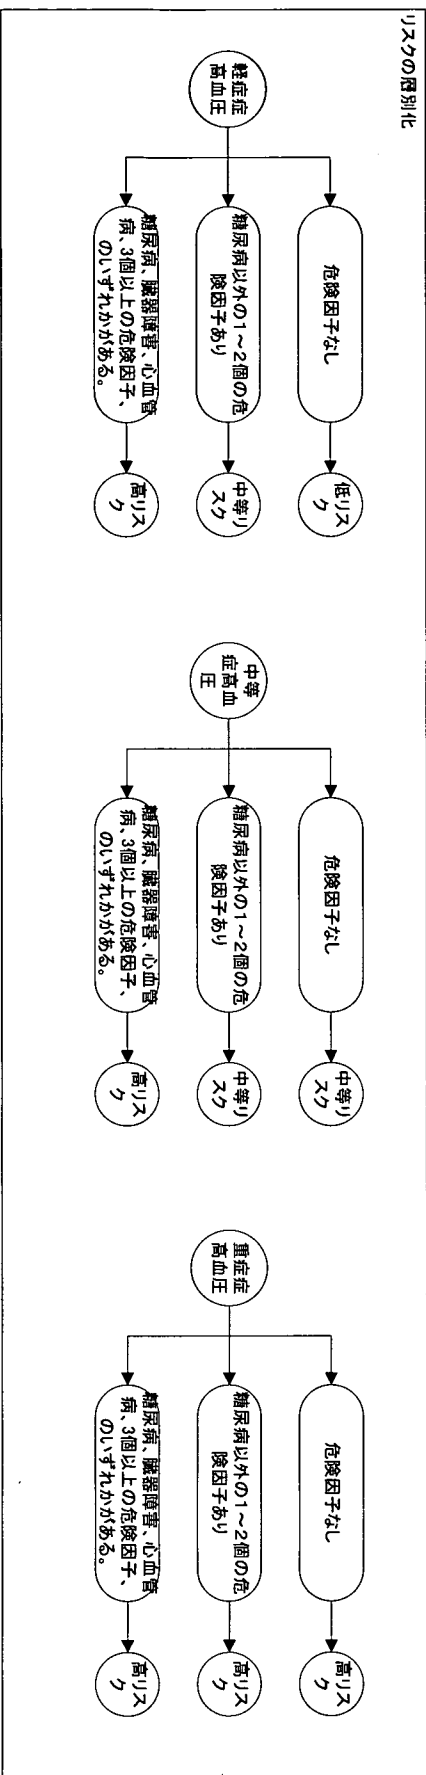 リスクの層別化
軽症症
高血圧
危険因子なし
低リス
ク
糖尿病以外の1～2個の危
険因子あり
中等リ
スク
糖尿病、臓器障害、心血管
病、3個以上の危険因子、
のいずれかがある。
高リス
ク
中等
症高血
圧
危険因子なし
中等リ
スク
糖尿病以外の1～2個の危
険因子あり
中等リ
スク
糖尿病、臓器障害、心血管
病、3個以上の危険因子、
のいずれかがある。
高リス
ク
重症症
高血圧
危険因子なし
高リス
ク
糖尿病以外の1～2個の危
険因子あり
高リス
ク
糖尿病、臓器障害、心血管
病、3個以上の危険因子、
のいずれかがある。
高リス
ク